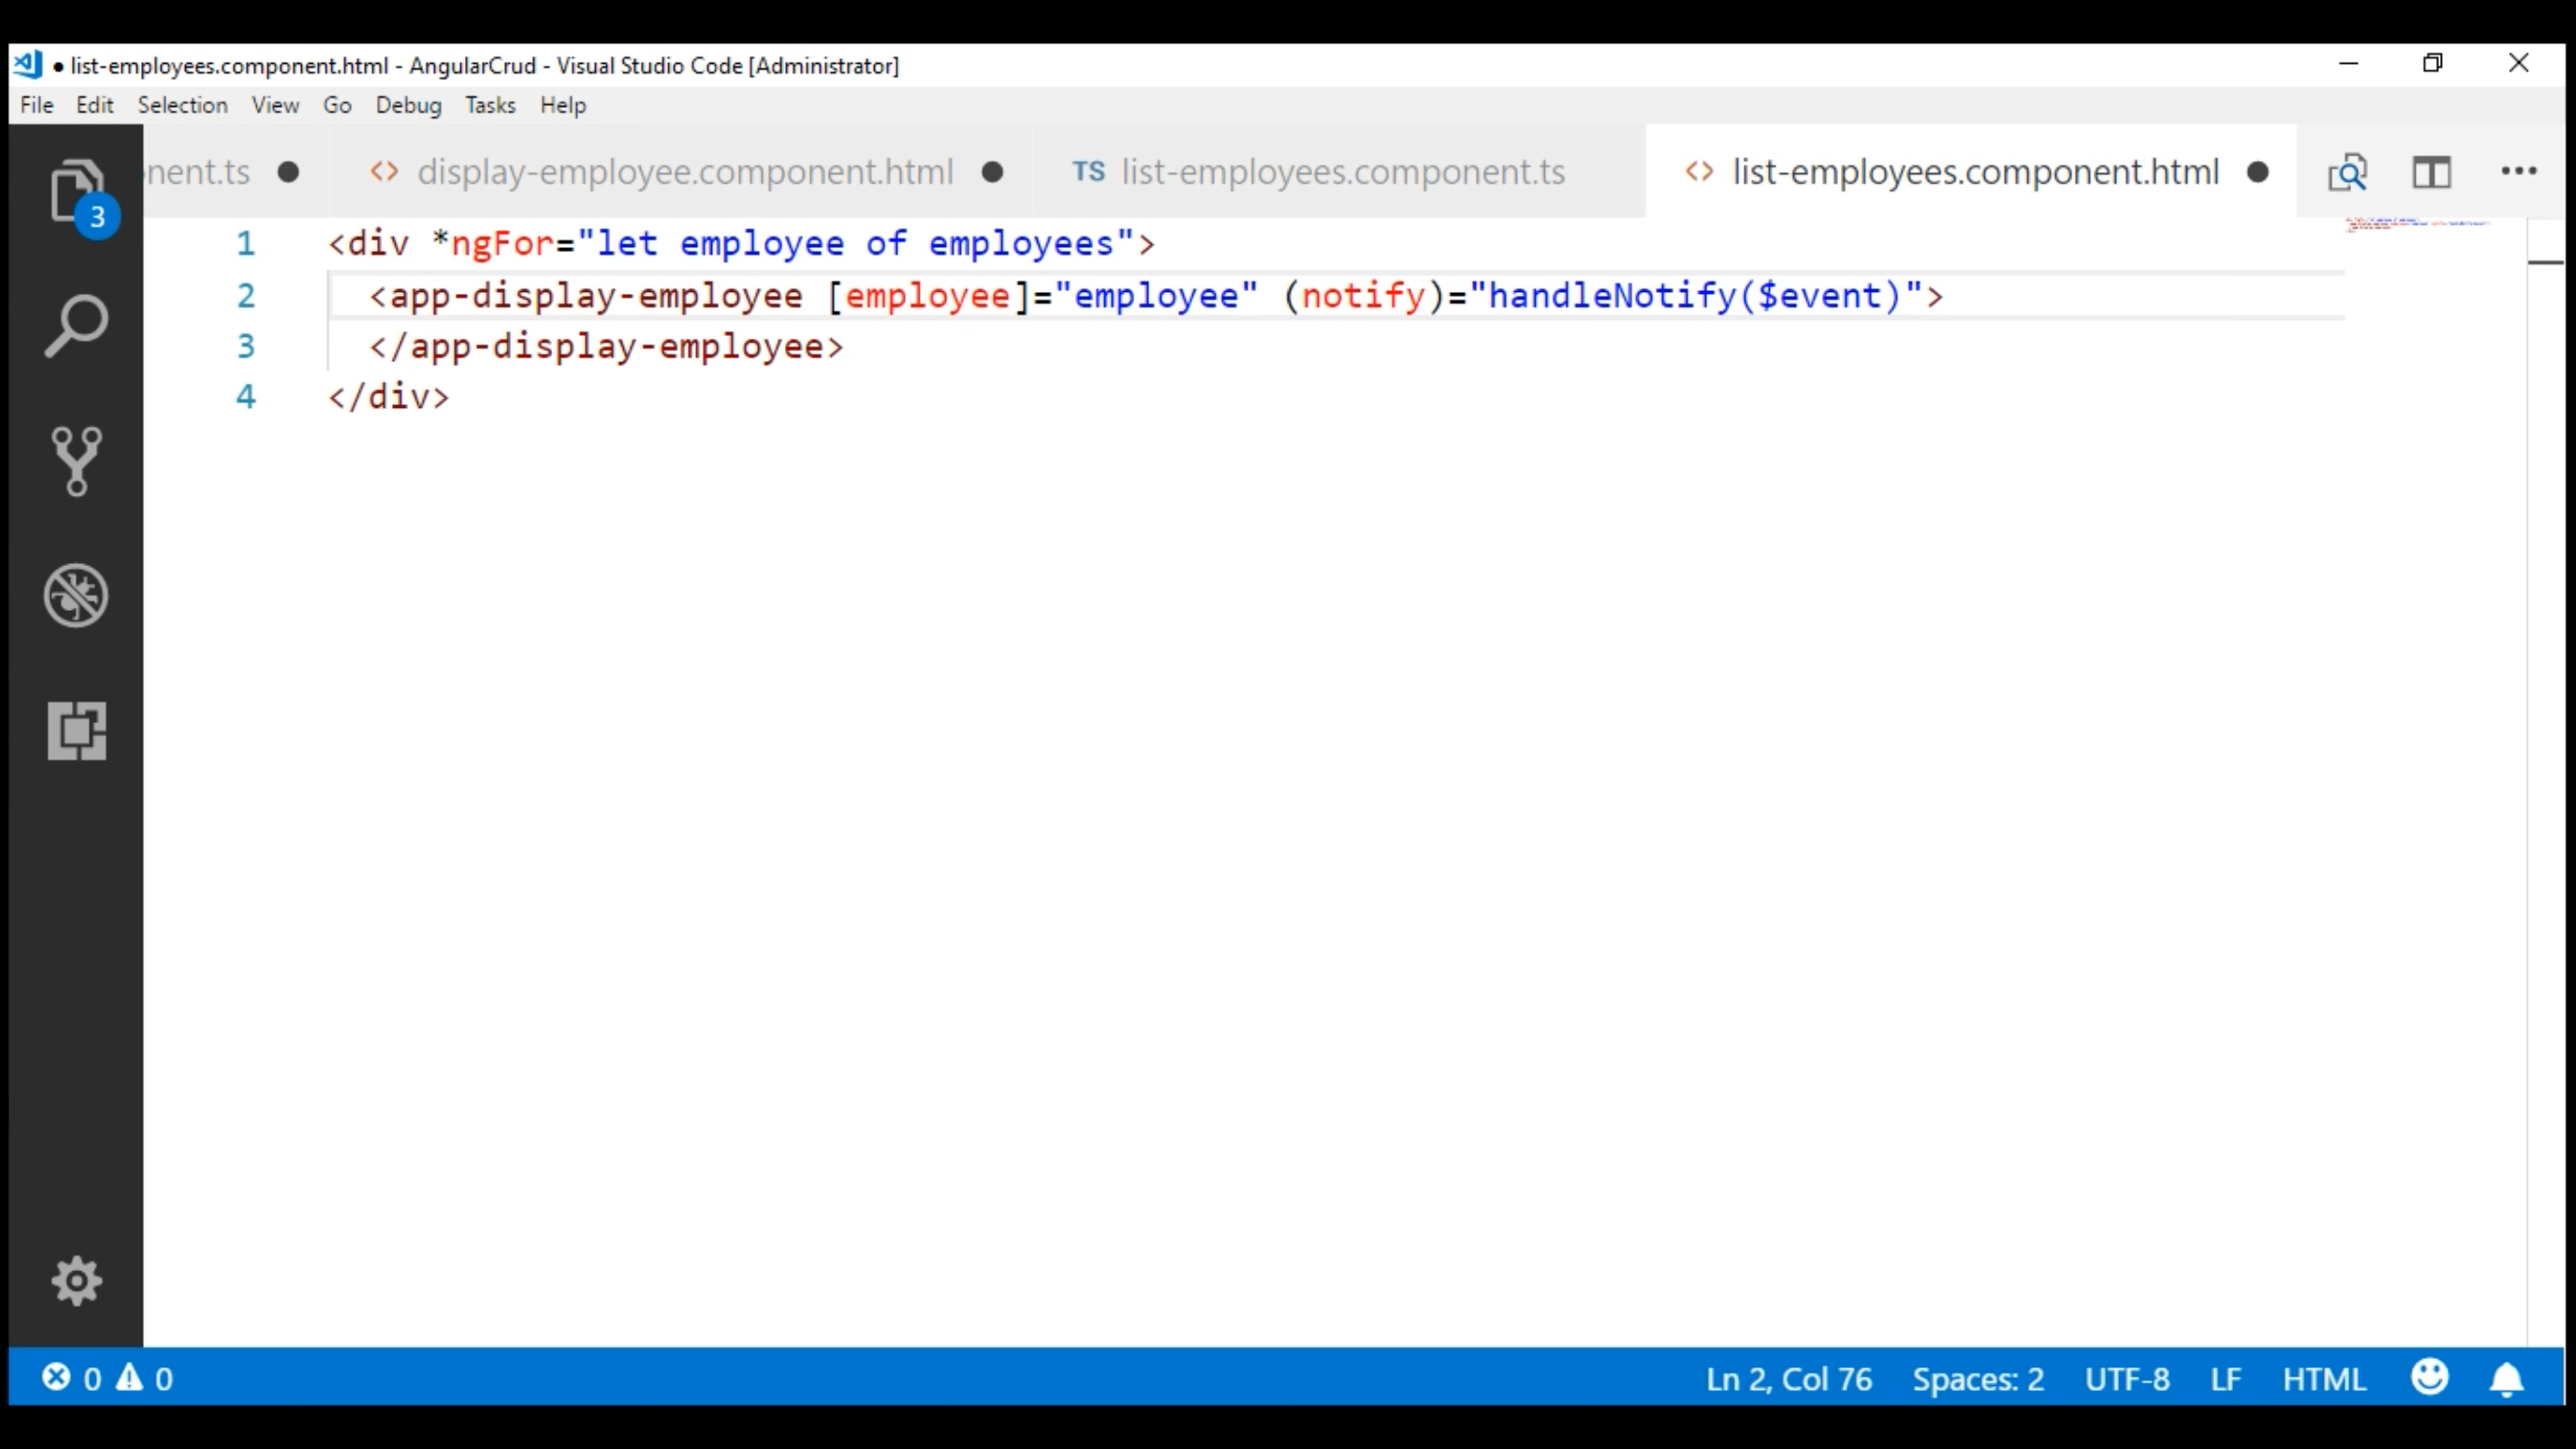 ● list-employees.component.html - AngularCrud - Visual Studio Code [Administrator]
File Edit Selection View Go Debug Tasks Help
3
nent.ts ● <> display-employee.component.html ● TS list-employees.component.ts <> list-employees.component.html ●
1 <div *ngFor="let employee of employees">
2 <app-display-employee [employee]="employee" (notify)="handleNotify($event)">
3 </app-display-employee>
4 </div>
0 0 Ln 2, Col 76 Spaces: 2 UTF-8 LF HTML